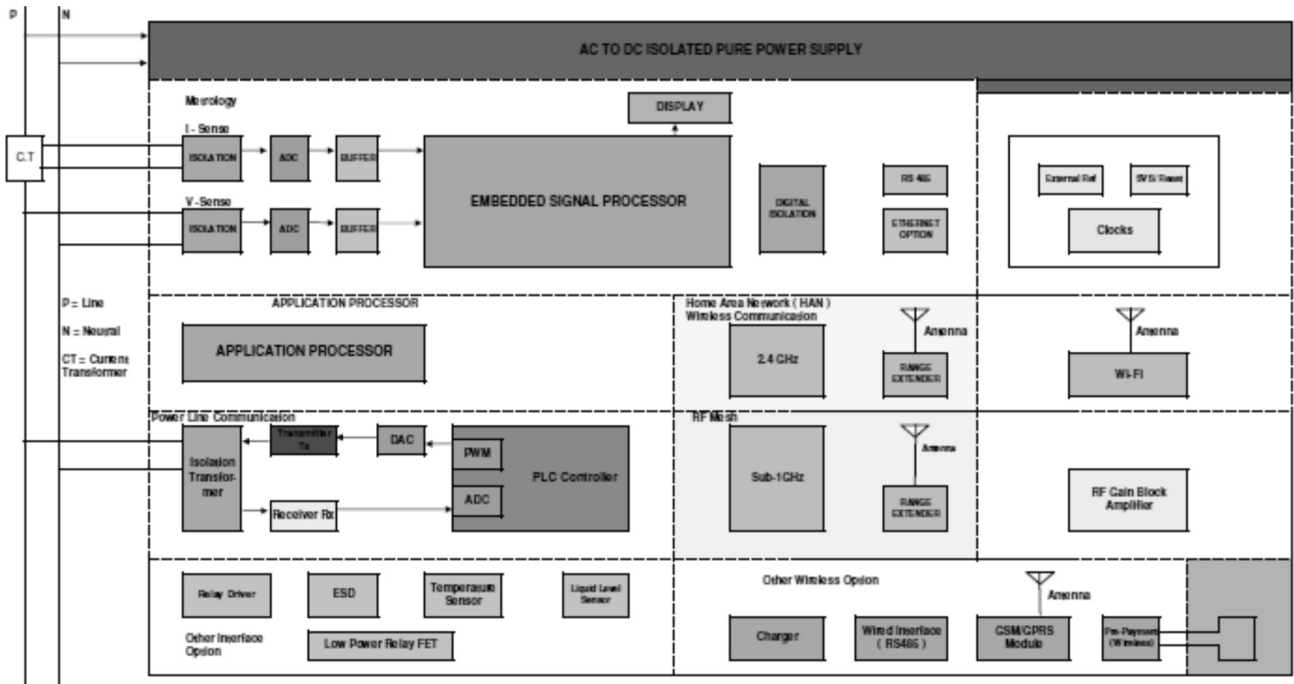 P N
AC TO DC ISOLATED PURE POWER SUPPLY
Metrology
DISPLAY
I - Sense
C.T
ISOLATION
ADC
BUFFER
EMBEDDED SIGNAL PROCESSOR
DIGITAL
ISOLATION
RS 485
External Ref
SVS/Reset
V -Sense
ISOLATION
ADC
BUFFER
ETHERNET
OPTION
Clocks
P = Line
N = Neutral
CT = Current
Transformer
APPLICATION PROCESSOR
APPLICATION PROCESSOR
Home Area Network ( HAN )
Wireless Communication
2.4 GHz
Antenna
RANGE
EXTENDER
Antenna
WI-FI
Power Line Communication
Isolation
Transfor-
mer
Transmitter
Tx
DAC
PWM
PLC Controller
ADC
Receiver Rx
RF Mesh
Sub-1GHz
Antenna
RANGE
EXTENDER
RF Gain Block
Amplifier
Relay Driver
ESD
Temperature
Sensor
Liquid Level
Sensor
Other Interface
Option
Low Power Relay FET
Other Wireless Option
Antenna
Charger
Wired Interface
( RS485 )
GSM/GPRS
Module
Pre-Payment
(Wireless)